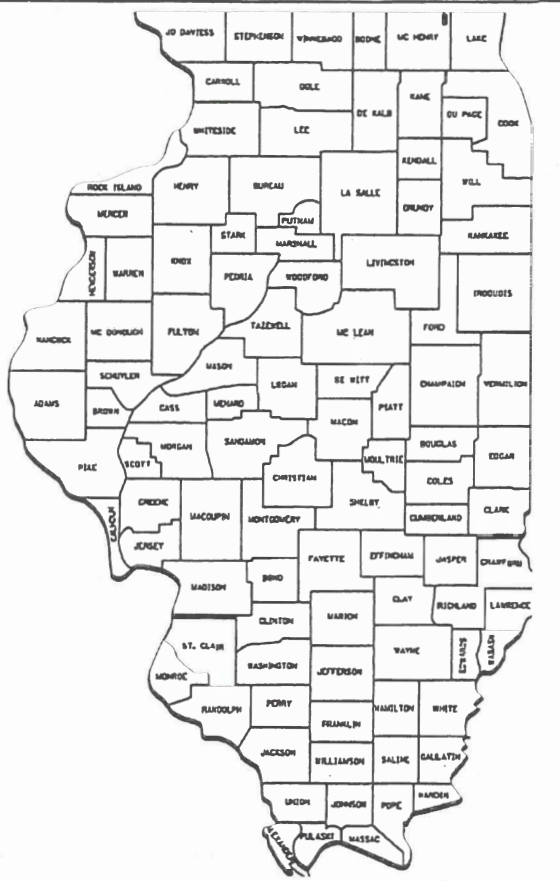 JO DAVIESS STEPHENSON WINNEBAGO BOONE MC HENRY LAKE
CARROLL OGLE DE KALB KANE DU PAGE COOK
WHITESIDE LEE KENDALL WILL
ROCK ISLAND HENRY BUREAU LA SALLE GRUNDY
MERCER PUTNAM KANKAKEE
STARK MARSHALL
HENDERSON WARREN KNOX PEORIA WOODFORD LIVINGSTON IROQUOIS
HANCOCK MC DONOUGH FULTON TAZEWELL MC LEAN FORD
SCHUYLER MASON LOGAN DE WITT CHAMPAIGN VERMILION
ADAMS BROWN CASS MENARD MACON PIATT
PIKE SCOTT MORGAN SANGAMON CHRISTIAN MOULTRIE DOUGLAS EDGAR
COLES
CALHOUN GREENE MACOUPIN MONTGOMERY SHELBY CUMBERLAND CLARK
JERSEY FAYETTE EFFINGHAM JASPER CRAWFORD
MADISON BOND CLAY RICHLAND LAWRENCE
CLINTON MARION
ST. CLAIR WASHINGTON JEFFERSON WAYNE EDWARDS WABASH
MONROE
RANDOLPH PERRY FRANKLIN HAMILTON WHITE
JACKSON WILLIAMSON SALINE GALLATIN
UNION JOHNSON POPE HARDIN
ALEXANDER PULASKI MASSAC